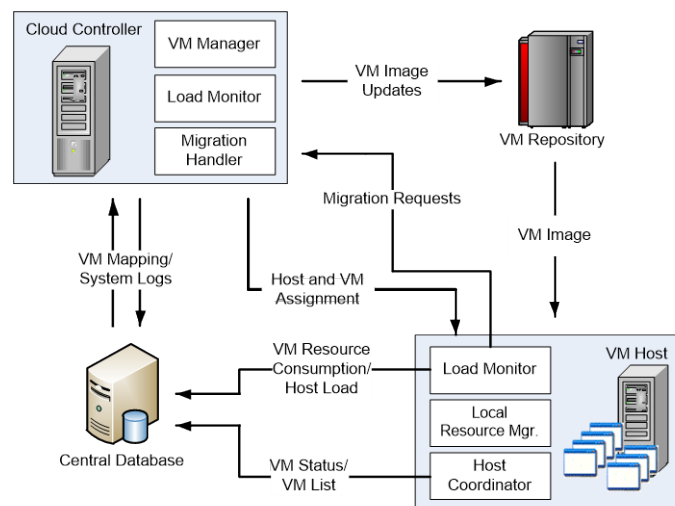 Cloud Controller
VM Manager
Load Monitor
Migration
Handler
VM Image
Updates
VM Repository
Migration Requests
VM Image
VM Mapping/
System Logs
Host and VM
Assignment
VM Resource
Consumption/
Host Load
Load Monitor
VM Host
Local
Resource Mgr.
Central Database
VM Status/
VM List
Host
Coordinator